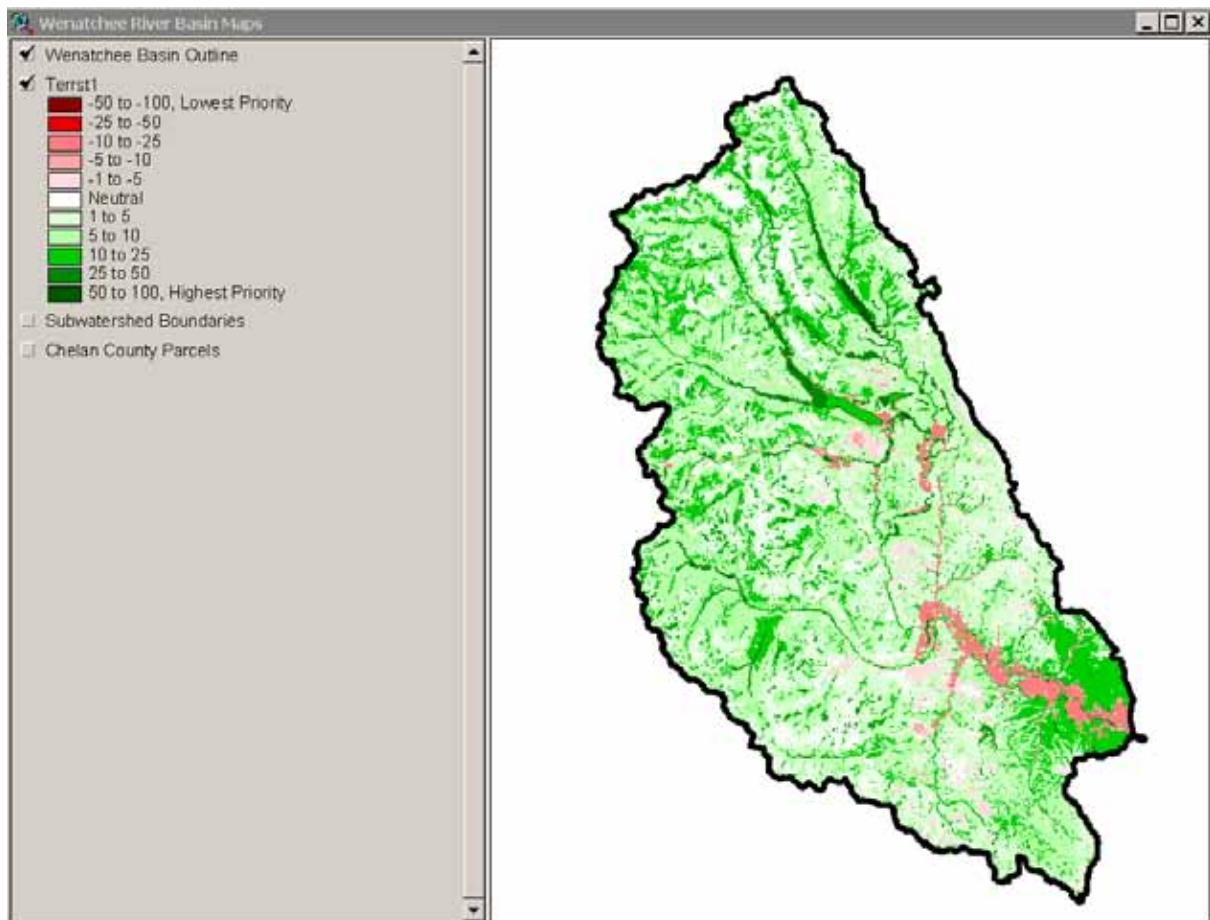 Wenatchee River Basin Maps
Wenatchee Basin Outline
Terrst1
-50 to -100, Lowest Priority
-25 to -50
-10 to -25
-5 to -10
-1 to -5
Neutral
1 to 5
5 to 10
10 to 25
25 to 50
50 to 100, Highest Priority
Subwatershed Boundaries
Chelan County Parcels